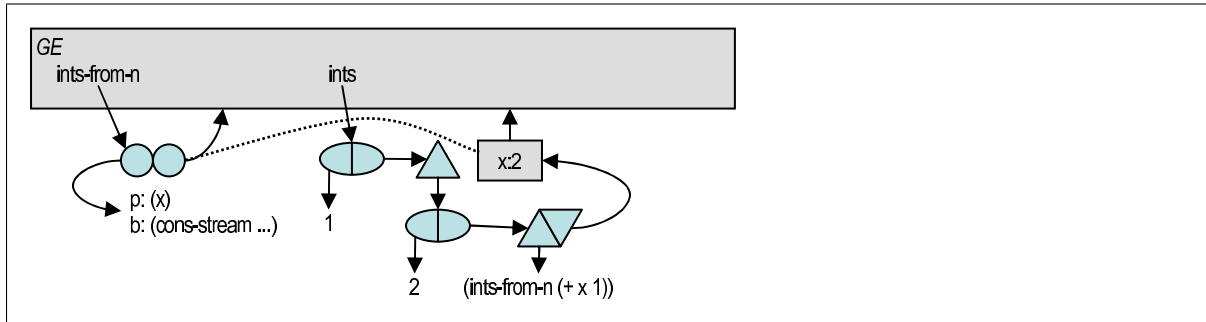 GE
ints-from-n ints
x:2
p: (x)
b: (cons-stream ...)
1
2 (ints-from-n (+ x 1))